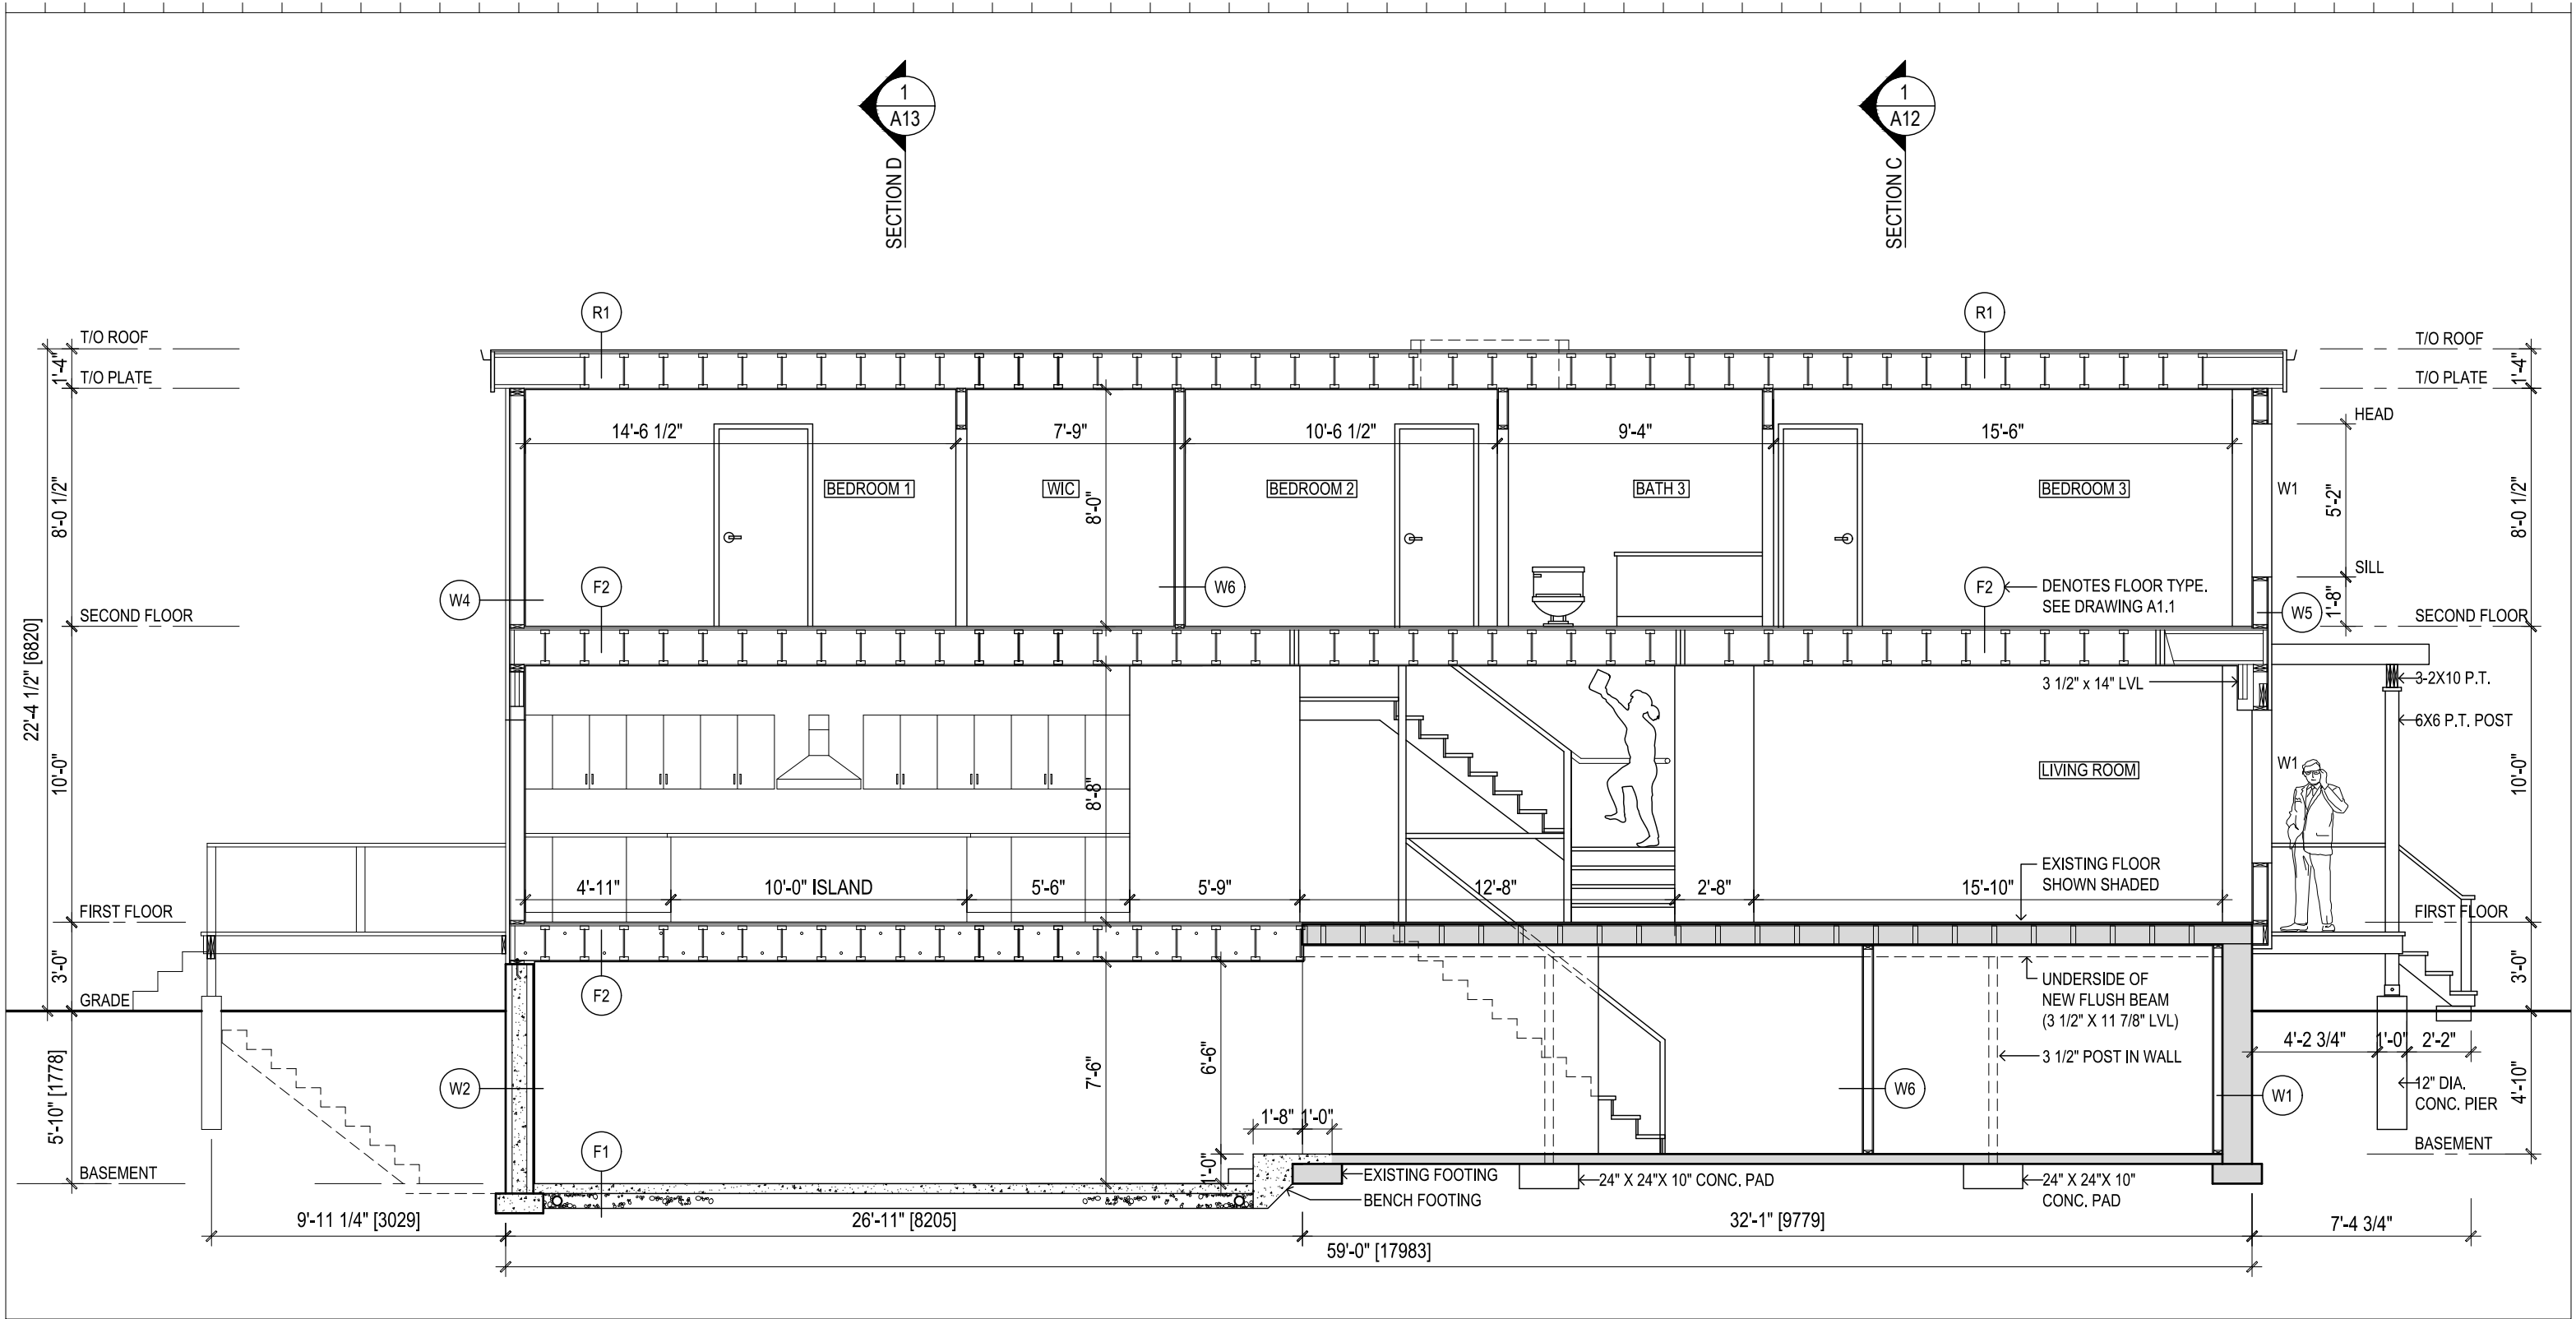 1
A13
SECTION D
1
A12
SECTION C
R1
R1
T/O ROOF
T/O ROOF
1'-4"
1'-4"
T/O PLATE
T/O PLATE
HEAD
14'-6 1/2"
7'-9"
10'-6 1/2"
9'-4"
15'-6"
BEDROOM 1
WIC
BEDROOM 2
BATH 3
BEDROOM 3
W1
8'-0 1/2"
8'-0"
5'-2"
8'-0 1/2"
SILL
W4
F2
W6
F2
DENOTES FLOOR TYPE.
SEE DRAWING A1.1
1'-8"
W5
SECOND FLOOR
SECOND FLOOR
22'-4 1/2" [6820]
3 1/2" x 14" LVL
3-2X10 P.T.
6X6 P.T. POST
10'-0"
8'-8"
LIVING ROOM
W1
10'-0"
EXISTING FLOOR
SHOWN SHADED
4'-11"
10'-0" ISLAND
5'-6"
5'-9"
12'-8"
2'-8"
15'-10"
FIRST FLOOR
FIRST FLOOR
3'-0"
3'-0"
GRADE
F2
UNDERSIDE OF
NEW FLUSH BEAM
(3 1/2" X 11 7/8" LVL)
4'-2 3/4"
1'-0"
2'-2"
3 1/2" POST IN WALL
5'-10" [1778]
W2
7'-6"
6'-6"
W6
W1
12" DIA.
CONC. PIER
4'-10"
1'-8"
1'-0"
F1
1'-0"
BASEMENT
BASEMENT
EXISTING FOOTING
BENCH FOOTING
24" X 24"X 10" CONC. PAD
24" X 24"X 10"
CONC. PAD
9'-11 1/4" [3029]
26'-11" [8205]
32'-1" [9779]
7'-4 3/4"
59'-0" [17983]